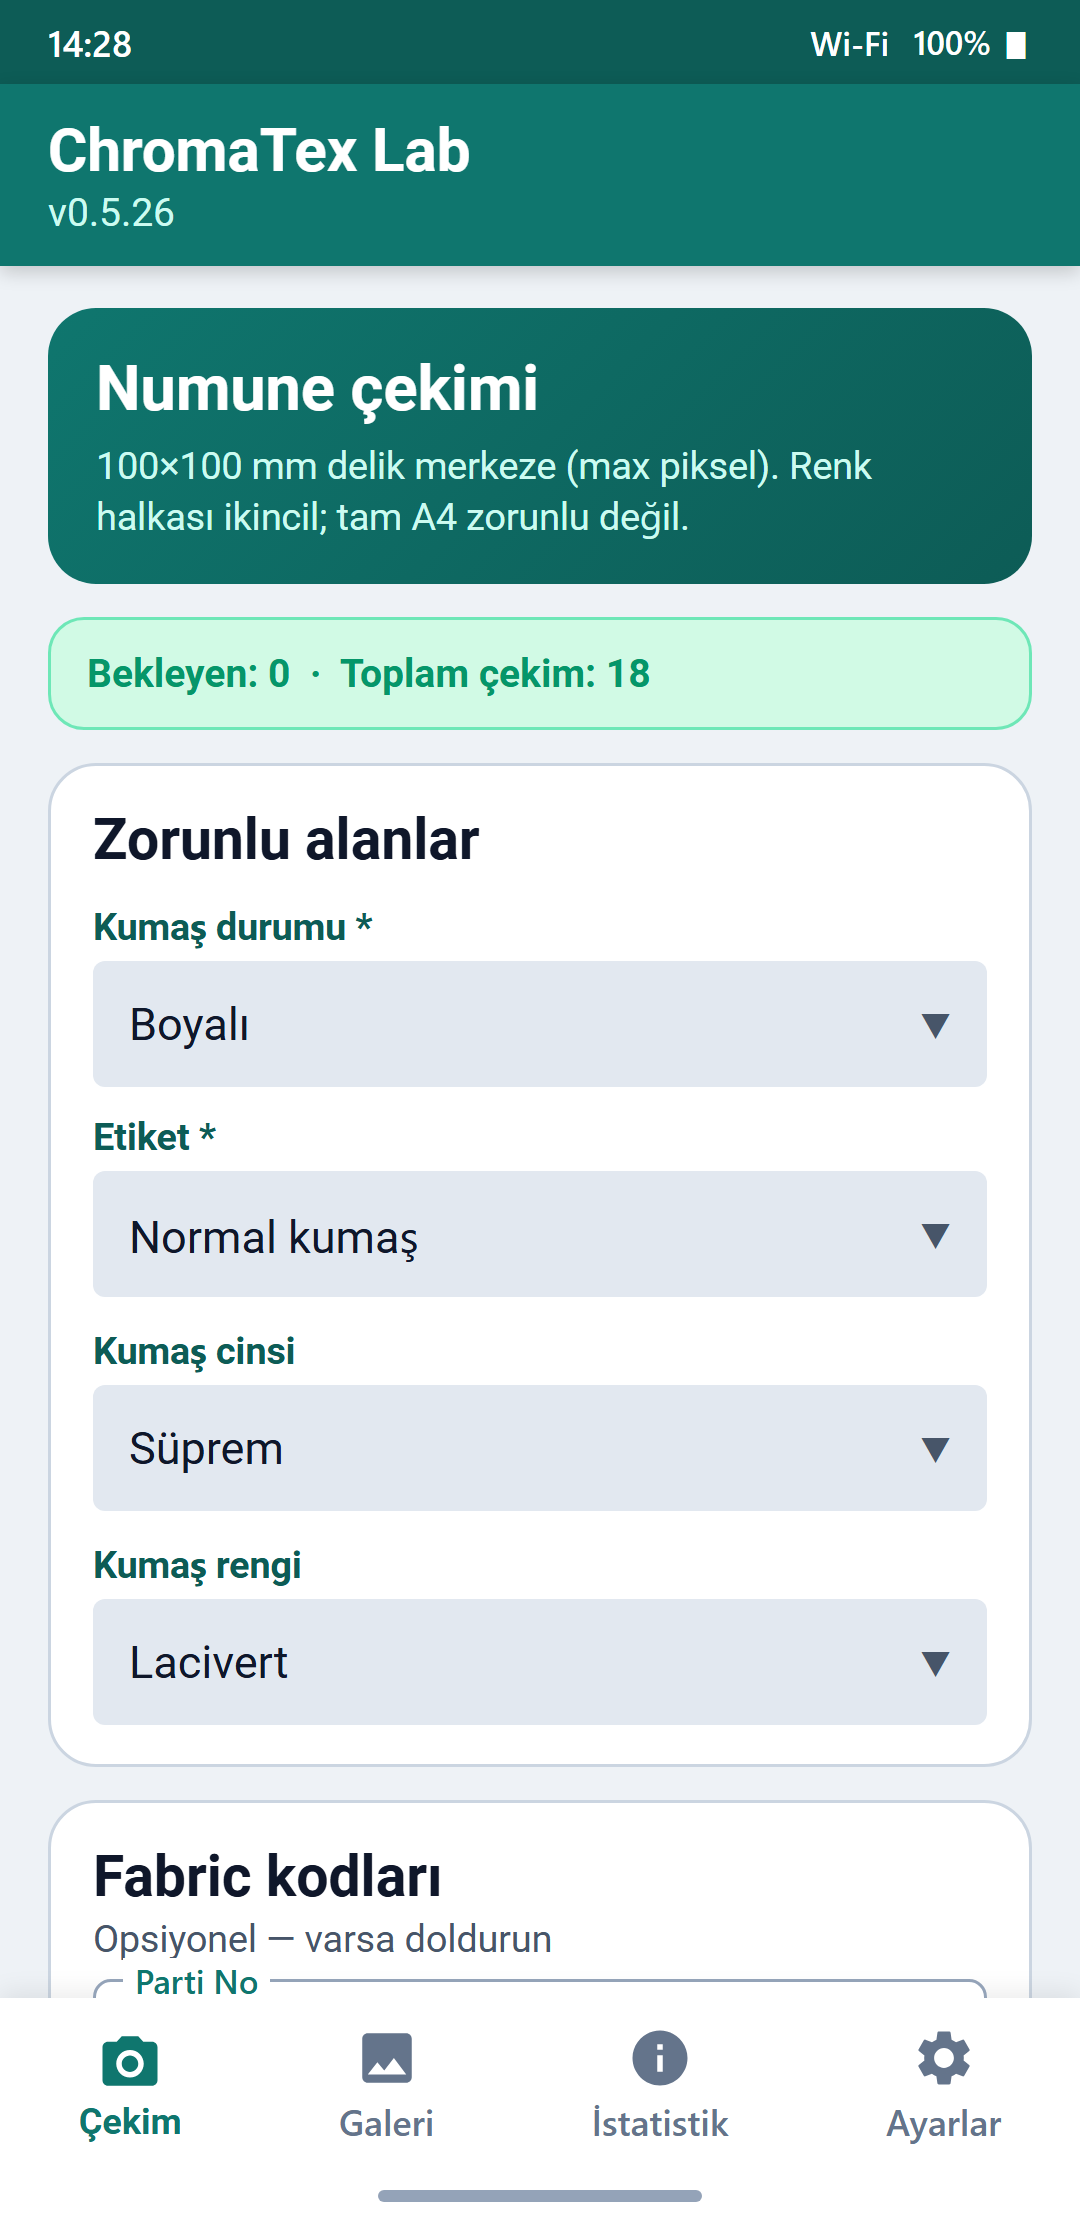 14:28
Wi-Fi 100%
ChromaTex Lab
v0.5.26
Numune çekimi
100×100 mm delik merkeze (max piksel). Renk
halkası ikincil; tam A4 zorunlu değil.
Bekleyen: 0 · Toplam çekim: 18
Zorunlu alanlar
Kumaş durumu *
Boyalı
Etiket *
Normal kumaş
Kumaş cinsi
Süprem
Kumaş rengi
Lacivert
Fabric kodları
Opsiyonel — varsa doldurun
Parti No
Çekim
Galeri
İstatistik
Ayarlar